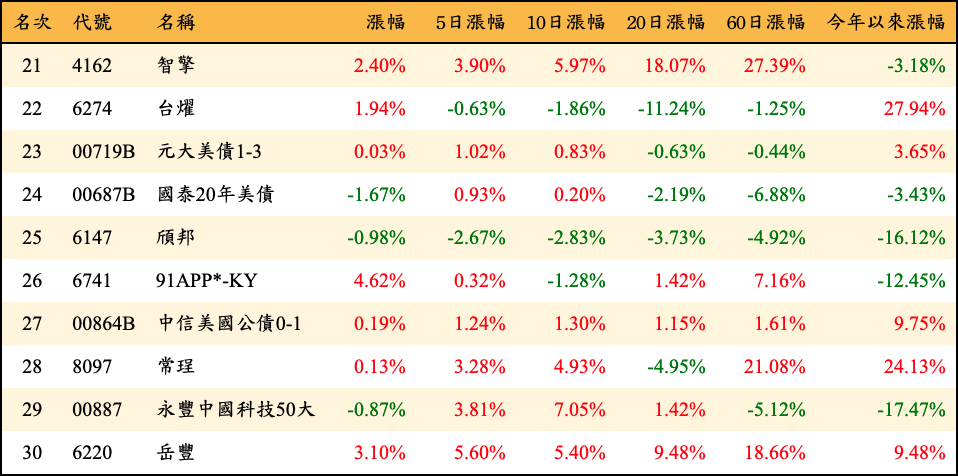 名次 代號 名稱 漲幅 5日漲幅 10日漲幅 20日漲幅 60日漲幅 今年以來漲幅
21 4162 智擎 2.40% 3.90% 5.97% 18.07% 27.39% -3.18%
22 6274 台燿 1.94% -0.63% -1.86% -11.24% -1.25% 27.94%
23 00719B 元大美債1-3 0.03% 1.02% 0.83% -0.63% -0.44% 3.65%
24 00687B 國泰20年美債 -1.67% 0.93% 0.20% -2.19% -6.88% -3.43%
25 6147 頎邦 -0.98% -2.67% -2.83% -3.73% -4.92% -16.12%
26 6741 91APP*-KY 4.62% 0.32% -1.28% 1.42% 7.16% -12.45%
27 00864B 中信美國公債0-1 0.19% 1.24% 1.30% 1.15% 1.61% 9.75%
28 8097 常珵 0.13% 3.28% 4.93% -4.95% 21.08% 24.13%
29 00887 永豐中國科技50大 -0.87% 3.81% 7.05% 1.42% -5.12% -17.47%
30 6220 岳豐 3.10% 5.60% 5.40% 9.48% 18.66% 9.48%